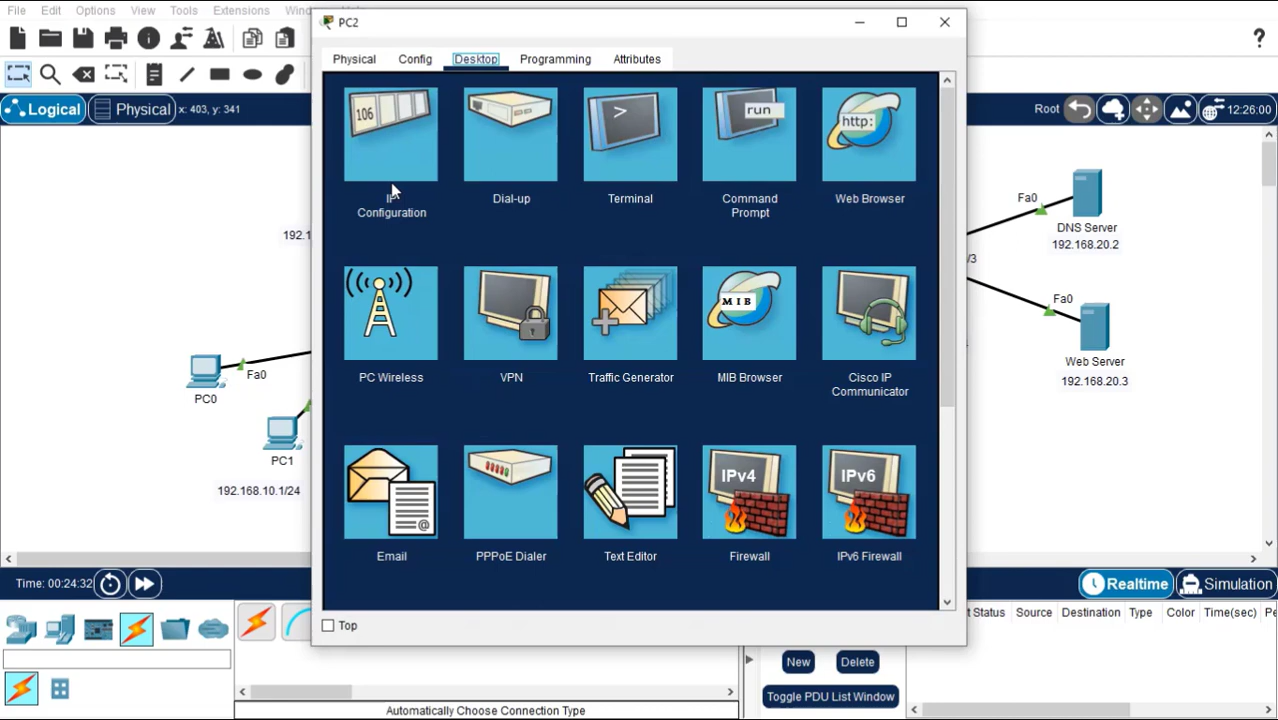 File Edit Options View Tools Extensions
PC2
?
Physical Config Desktop Programming Attributes
Logical Physical x: 403, y: 341
Root 12:26:00
106
>
run
http:
IP
Configuration
Dial-up
Terminal
Command
Prompt
Web Browser
MIB
PC Wireless
VPN
Traffic Generator
MIB Browser
Cisco IP
Communicator
@
IPv4
IPv6
Email
PPPoE Dialer
Text Editor
Firewall
IPv6 Firewall
Top
Fa0
DNS Server
192.168.20.2
Fa0
Web Server
192.168.20.3
/3
192.1
Fa0
PC0
PC1
192.168.10.1/24
Time: 00:24:32
Realtime Simulation
Status Source Destination Type Color Time(sec)
New Delete
Toggle PDU List Window
Automatically Choose Connection Type